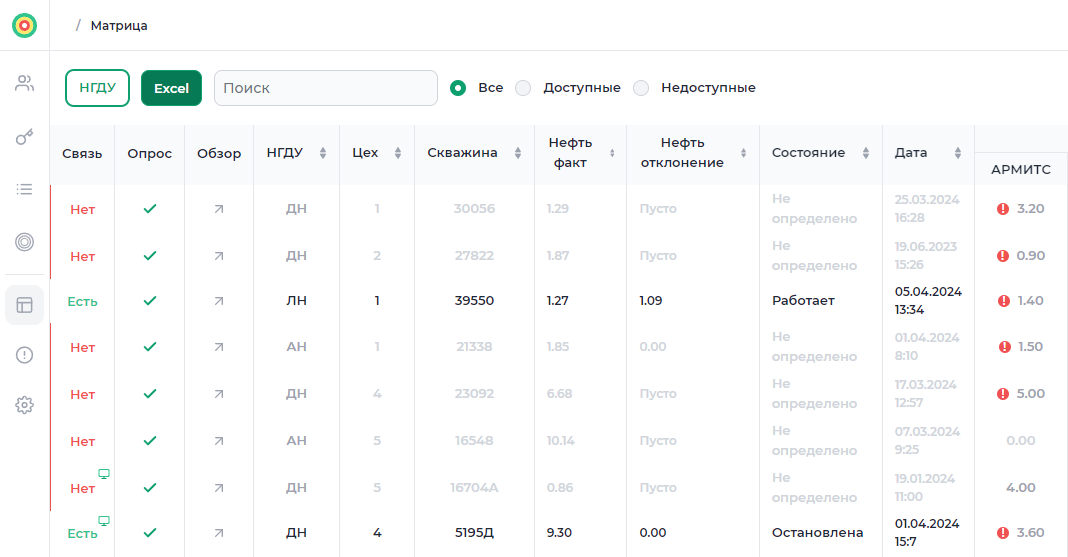 / Матрица
НГДУ Excel Поиск Все Доступные Недоступные
Связь Опрос Обзор НГДУ Цех Скважина Нефть факт Нефть отклонение Состояние Дата АРМИТС
Нет ДН 1 30056 1.29 Пусто Не определено 25.03.2024 16:28 3.20
Нет ДН 2 27822 1.87 Пусто Не определено 19.06.2023 15:26 0.90
Есть ЛН 1 39550 1.27 1.09 Работает 05.04.2024 13:34 1.40
Нет АН 1 21338 1.85 0.00 Не определено 01.04.2024 8:10 1.50
Нет ДН 4 23092 6.68 Пусто Не определено 17.03.2024 12:57 5.00
Нет АН 5 16548 10.14 Пусто Не определено 07.03.2024 9:25 0.00
Нет ДН 5 16704А 0.86 Пусто Не определено 19.01.2024 11:00 4.00
Есть ДН 4 5195Д 9.30 0.00 Остановлена 01.04.2024 15:7 3.60